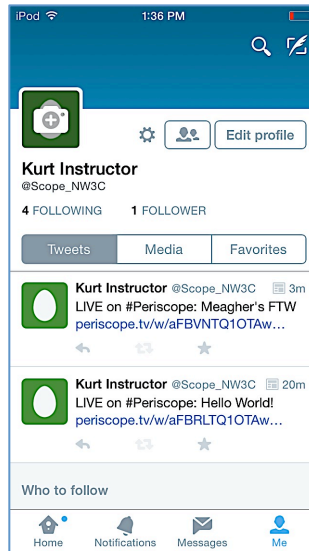 iPod 1:36 PM
Edit profile
Kurt Instructor
@Scope_NW3C
4 FOLLOWING 1 FOLLOWER
Tweets Media Favorites
Kurt Instructor @Scope_NW3C 3m
LIVE on #Periscope: Meagher's FTW
periscope.tv/w/aFBVNTQ1OTAw...
Kurt Instructor @Scope_NW3C 20m
LIVE on #Periscope: Hello World!
periscope.tv/w/aFBRLTQ1OTAw...
Who to follow
Home Notifications Messages Me